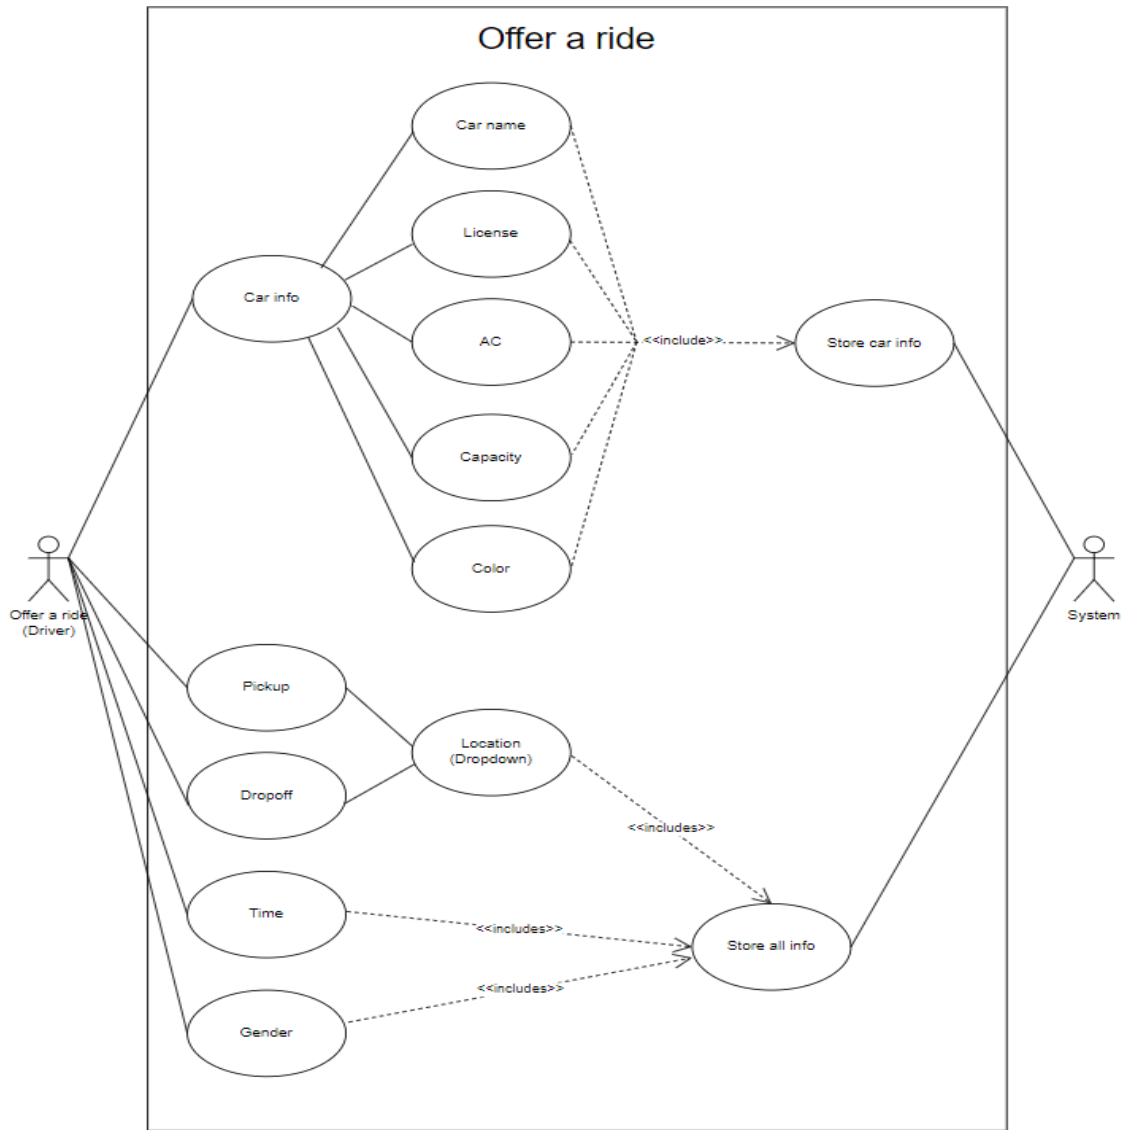 Offer a ride
Car name
License
Car info
AC
<<include>>
Store car info
Capacity
Color
Offer a ride
(Driver)
System
Pickup
Location
(Dropdown)
Dropoff
<<includes>>
Time
<<includes>>
Store all info
<<includes>>
Gender